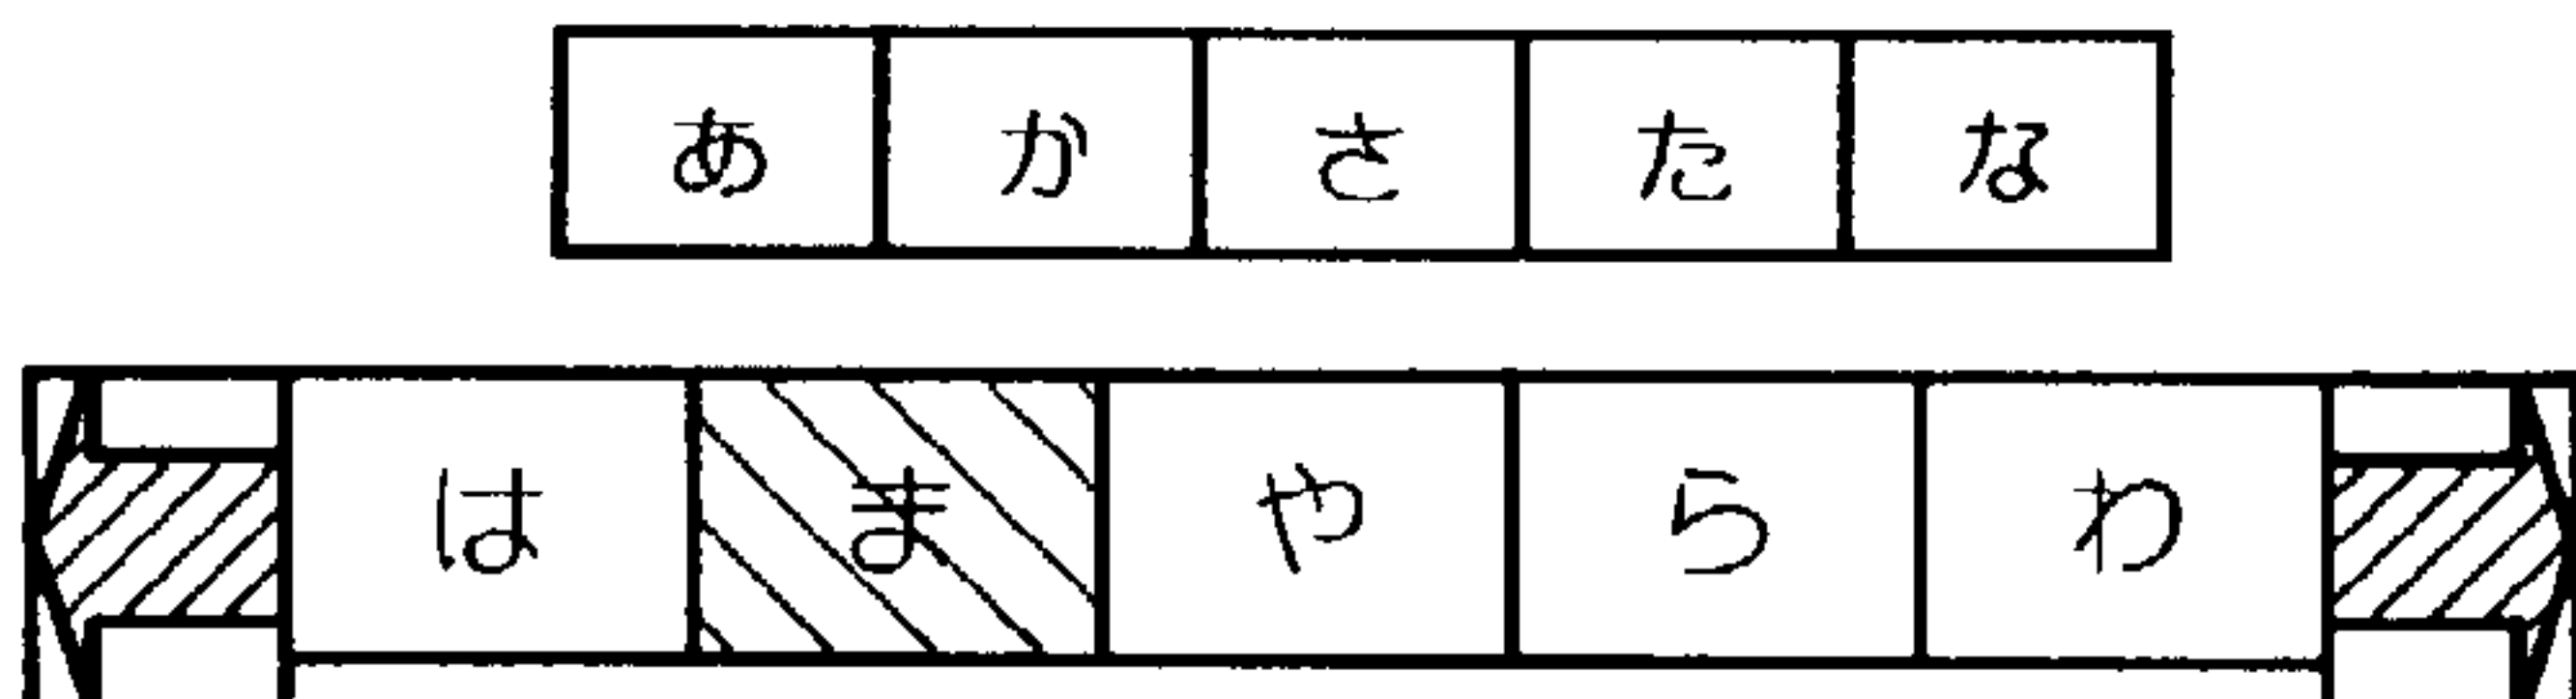 あ か さ た な
は ま や ら わ